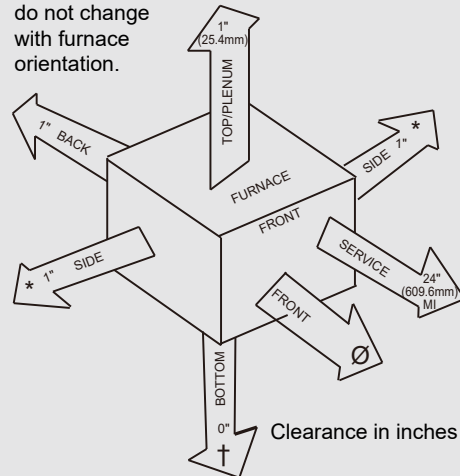 do not change
with furnace
orientation.
1"
(25.4mm)
TOP/PLENUM
1" BACK
SIDE 1" *
FURNACE
FRONT
* 1" SIDE
SERVICE
24"
(609.6mm)
MI
FRONT
Ø
BOTTOM
0"
†
Clearance in inches